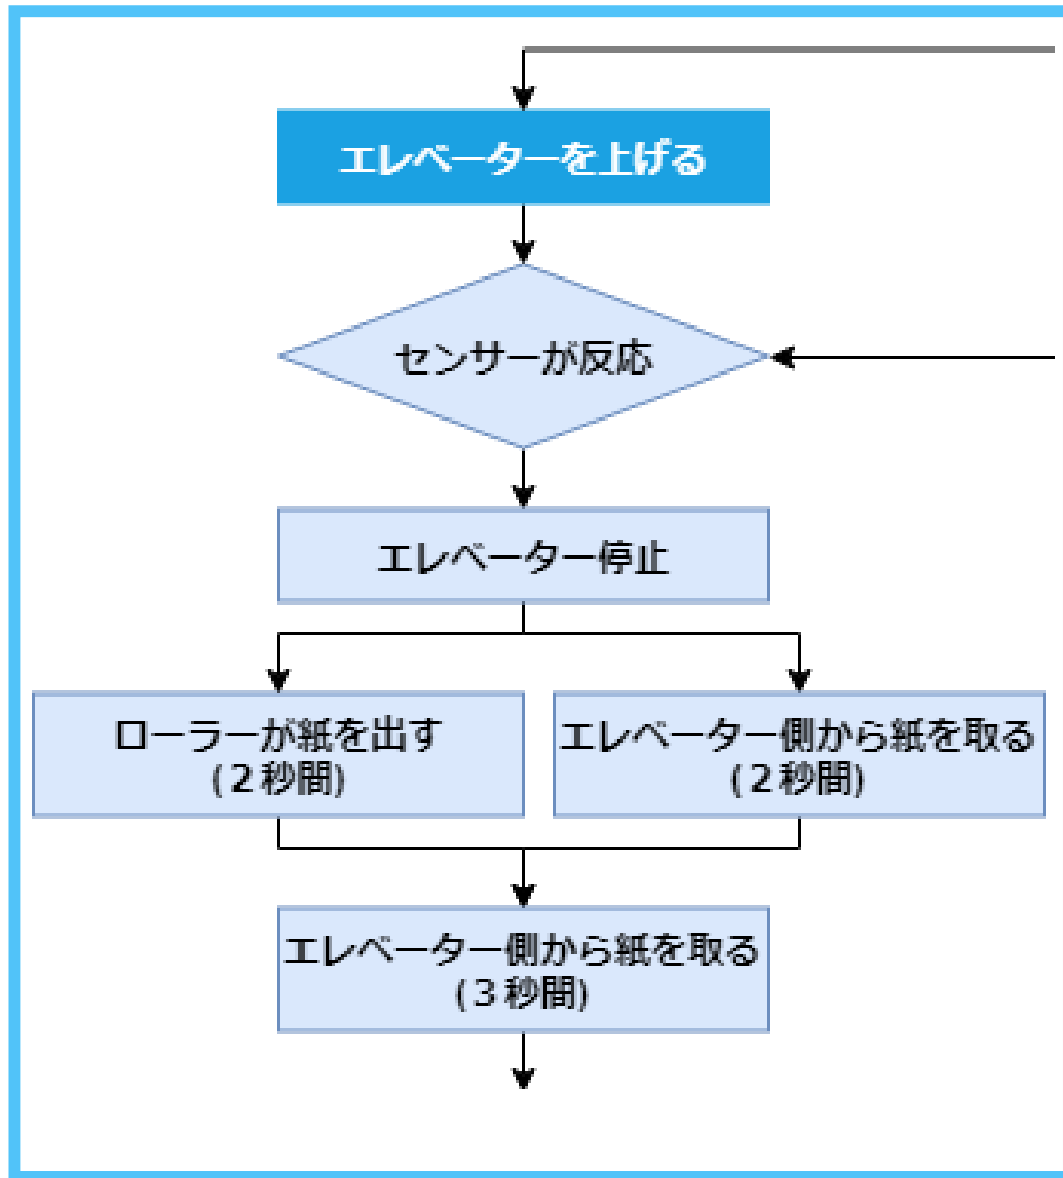 エレベーターを上げる
センサーが反応
エレベーター停止
ローラーが紙を出す
(２秒間)
エレベーター側から紙を取る
(２秒間)
エレベーター側から紙を取る
(３秒間)